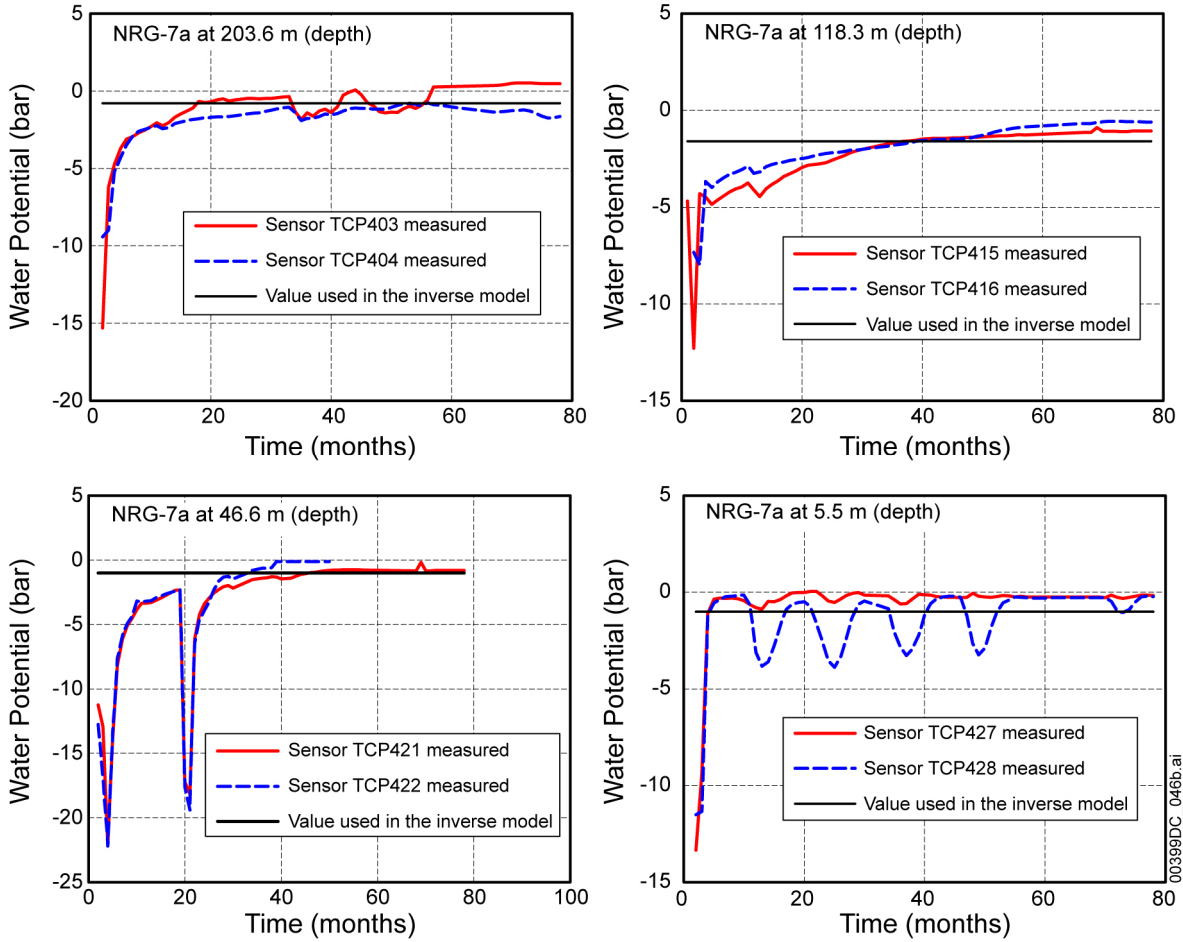 NRG-7a at 203.6 m (depth)
5
0
-5
-10
-15
-20
Water Potential (bar)
Sensor TCP403 measured
Sensor TCP404 measured
Value used in the inverse model
0 20 40 60 80
Time (months)
NRG-7a at 118.3 m (depth)
5
0
-5
-10
-15
Water Potential (bar)
Sensor TCP415 measured
Sensor TCP416 measured
Value used in the inverse model
0 20 40 60 80
Time (months)
NRG-7a at 46.6 m (depth)
5
0
-5
-10
-15
-20
-25
Water Potential (bar)
Sensor TCP421 measured
Sensor TCP422 measured
Value used in the inverse model
0 20 40 60 80 100
Time (months)
NRG-7a at 5.5 m (depth)
5
0
-5
-10
-15
Water Potential (bar)
Sensor TCP427 measured
Sensor TCP428 measured
Value used in the inverse model
0 20 40 60 80
Time (months)
00399DC_046b.ai